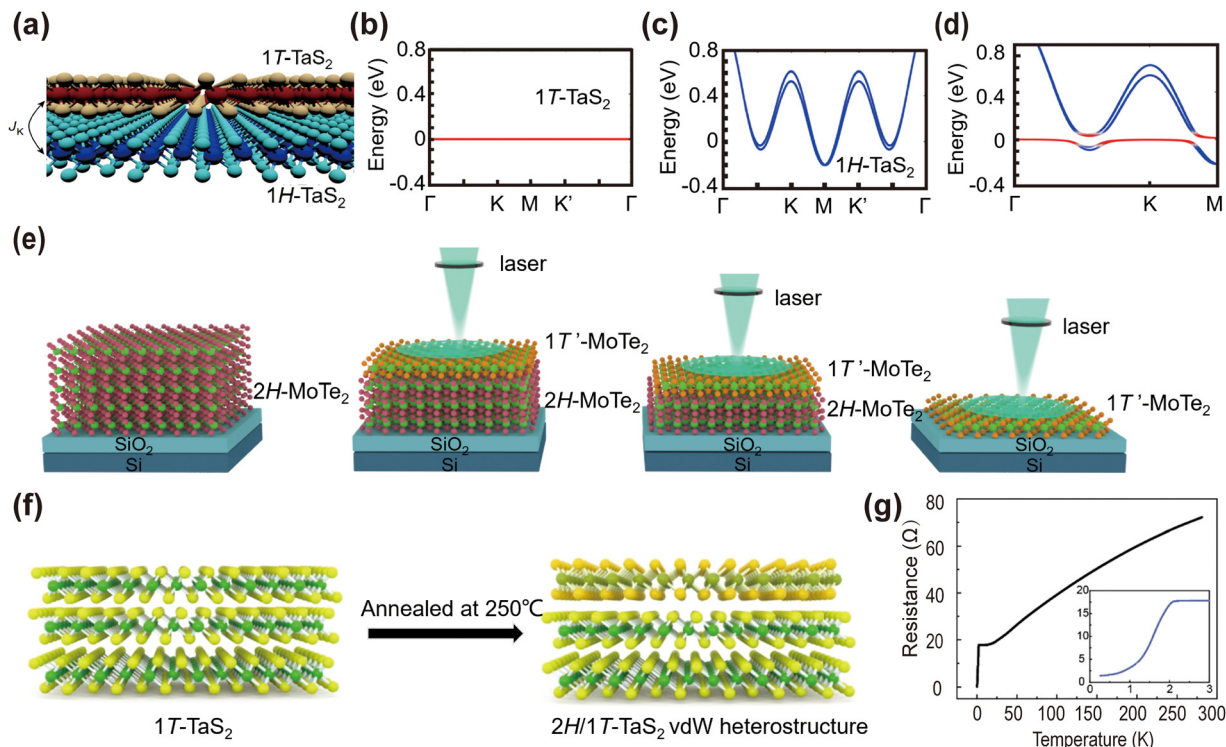 (a)
1T-TaS2
JK
1H-TaS2
(b)
Energy (eV)
0.8
0.4
0
-0.4
1T-TaS2
Γ K M K' Γ
(c)
Energy (eV)
0.8
0.4
0
-0.4
1H-TaS2
Γ K M K' Γ
(d)
Energy (eV)
0.8
0.4
0
-0.4
Γ K M
(e)
2H-MoTe2
SiO2
Si
laser
1T'-MoTe2
2H-MoTe2
SiO2
Si
laser
1T'-MoTe2
2H-MoTe2
SiO2
Si
laser
1T'-MoTe2
SiO2
Si
(f)
1T-TaS2
Annealed at 250℃
2H/1T-TaS2 vdW heterostructure
(g)
Resistance (Ω)
80
60
40
20
0
0 50 100 150 200 250 300
Temperature (K)
20
15
10
5
0
0 1 2 3